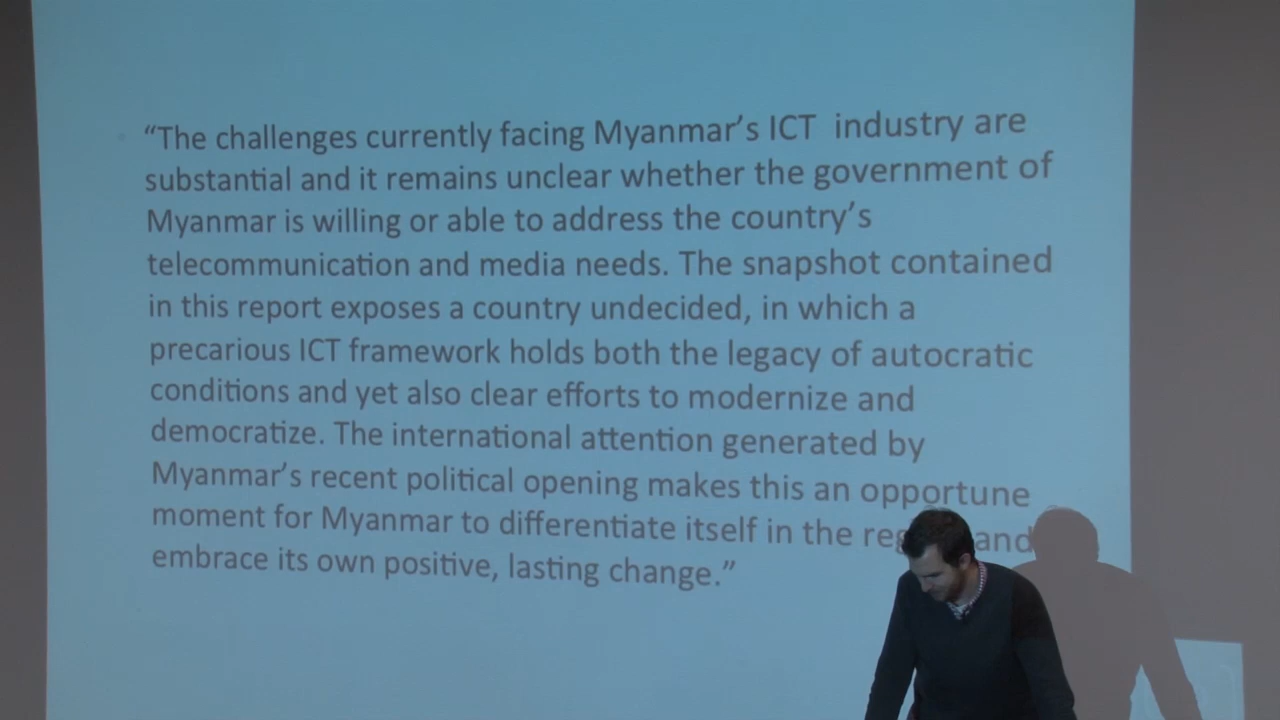 “The challenges currently facing Myanmar’s ICT  industry are
substantial and it remains unclear whether the government of
Myanmar is willing or able to address the country’s
telecommunication and media needs. The snapshot contained
in this report exposes a country undecided, in which a
precarious ICT framework holds both the legacy of autocratic
conditions and yet also clear efforts to modernize and
democratize. The international attention generated by
Myanmar’s recent political opening makes this an opportune
moment for Myanmar to differentiate itself in the and
embrace its own positive, lasting change.”